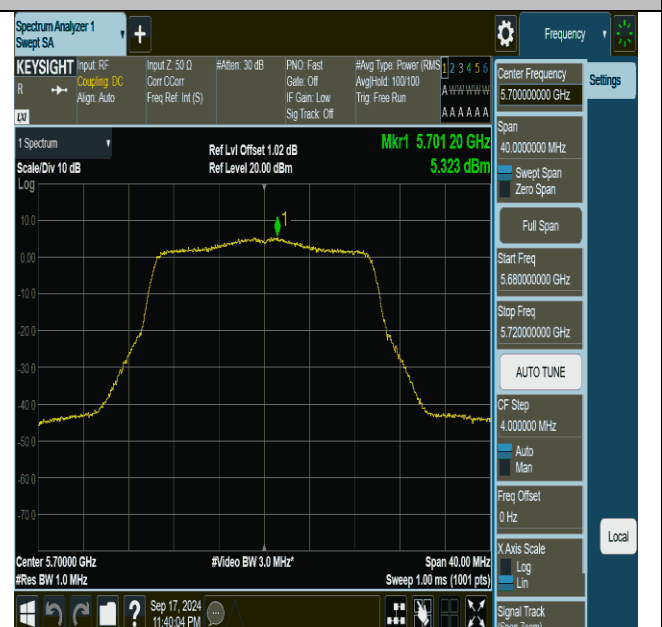 Spectrum Analyzer 1
Swept SA
Frequency
KEYSIGHT
R
LXI
Input: RF
Coupling: DC
Align: Auto
Input Z: 50 Ω
Corr CCorr
Freq Ref: Int (S)
#Atten: 30 dB
PNO: Fast
Gate: Off
IF Gain: Low
Sig Track: Off
#Avg Type: Power (RMS
Avg|Hold: 100/100
Trig: Free Run
1 2 3 4 5 6
A W W W W W
A A A A A A
1 Spectrum
Scale/Div 10 dB
Log
Ref Lvl Offset 1.02 dB
Ref Level 20.00 dBm
Mkr1 5.701 20 GHz
5.323 dBm
1
10.0
0.00
-10.0
-20.0
-30.0
-40.0
-50.0
-60.0
-70.0
Center 5.70000 GHz
#Res BW 1.0 MHz
#Video BW 3.0 MHz*
Span 40.00 MHz
Sweep 1.00 ms (1001 pts)
Center Frequency
5.700000000 GHz
Settings
Span
40.0000000 MHz
Swept Span
Zero Span
Full Span
Start Freq
5.680000000 GHz
Stop Freq
5.720000000 GHz
AUTO TUNE
CF Step
4.000000 MHz
Auto
Man
Freq Offset
0 Hz
X Axis Scale
Log
Lin
Local
Signal Track
(Span Zoom)
?
Sep 17, 2024
11:40:04 PM